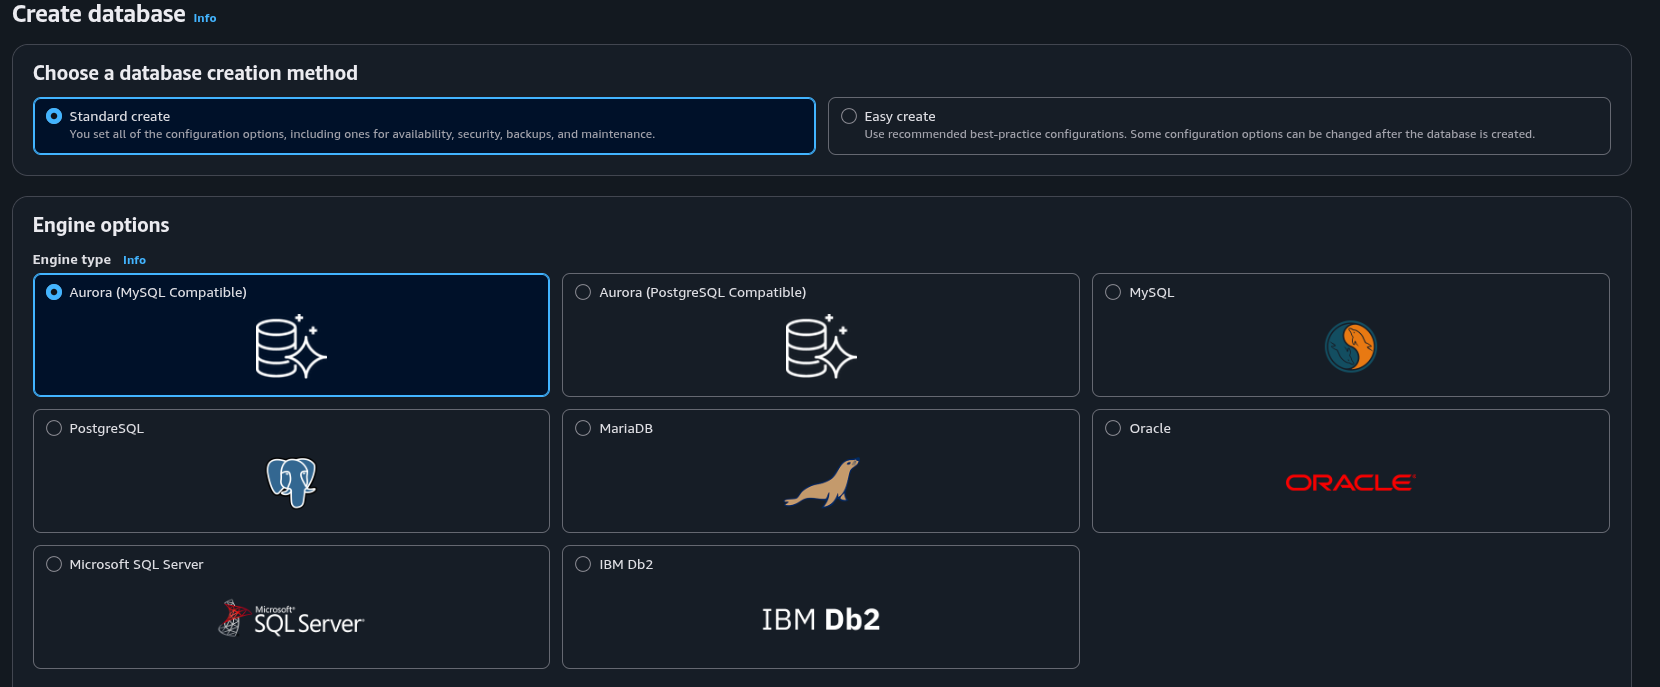 Create database Info
Choose a database creation method
Standard create
You set all of the configuration options, including ones for availability, security, backups, and maintenance.
Easy create
Use recommended best-practice configurations. Some configuration options can be changed after the database is created.
Engine options
Engine type Info
Aurora (MySQL Compatible)
Aurora (PostgreSQL Compatible)
MySQL
PostgreSQL
MariaDB
Oracle
ORACLE
Microsoft SQL Server
Microsoft®
SQL Server
IBM Db2
IBM Db2